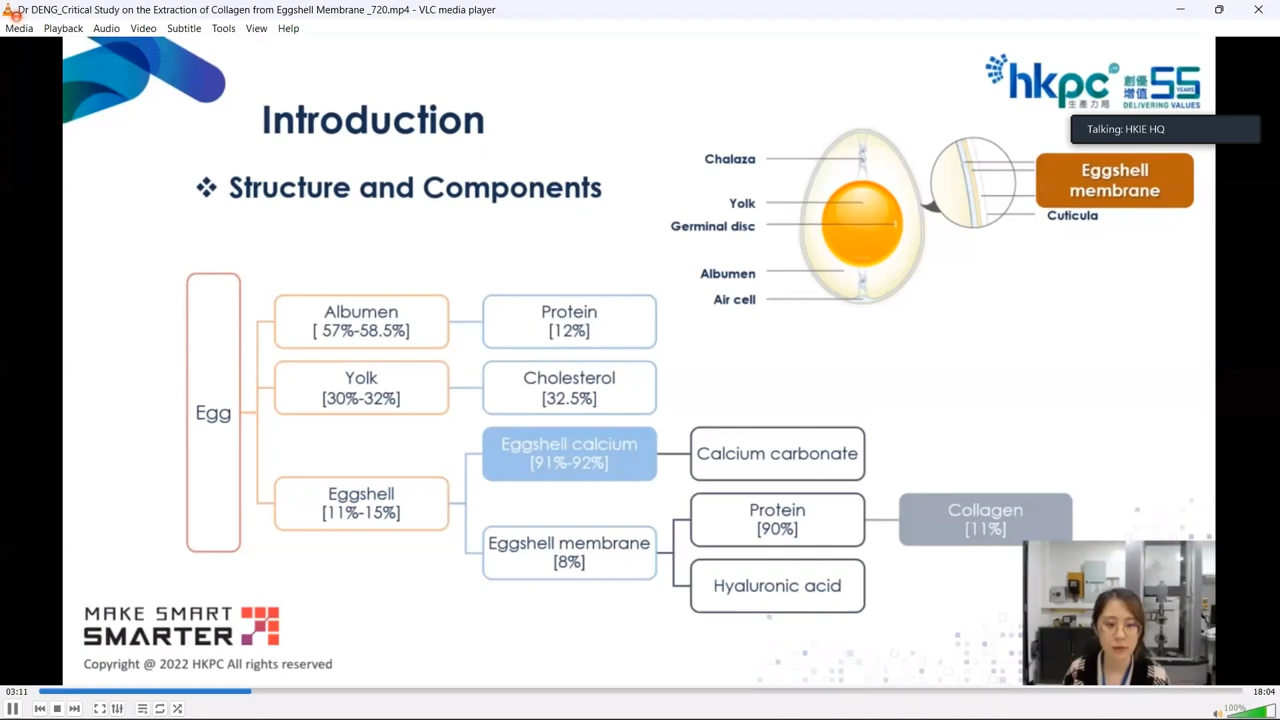 Dr DENG_Critical Study on the Extraction of Collagen from Eggshell Membrane _720.mp4 - VLC media player
Media Playback Audio Video Subtitle Tools View Help
hkpc
生產力局
創優
增值
55
YEARS
DELIVERING VALUES
Talking: HKIE HQ
Introduction
❖ Structure and Components
Chalaza
Yolk
Germinal disc
Albumen
Air cell
Eggshell
membrane
Cuticula
Egg
Albumen
[ 57%-58.5%]
Protein
[12%]
Yolk
[30%-32%]
Cholesterol
[32.5%]
Eggshell
[11%-15%]
Eggshell calcium
[91%-92%]
Calcium carbonate
Eggshell membrane
[8%]
Protein
[90%]
Collagen
[11%]
Hyaluronic acid
MAKE SMART
SMARTER
Copyright @ 2022 HKPC All rights reserved
03:11
18:04
100%